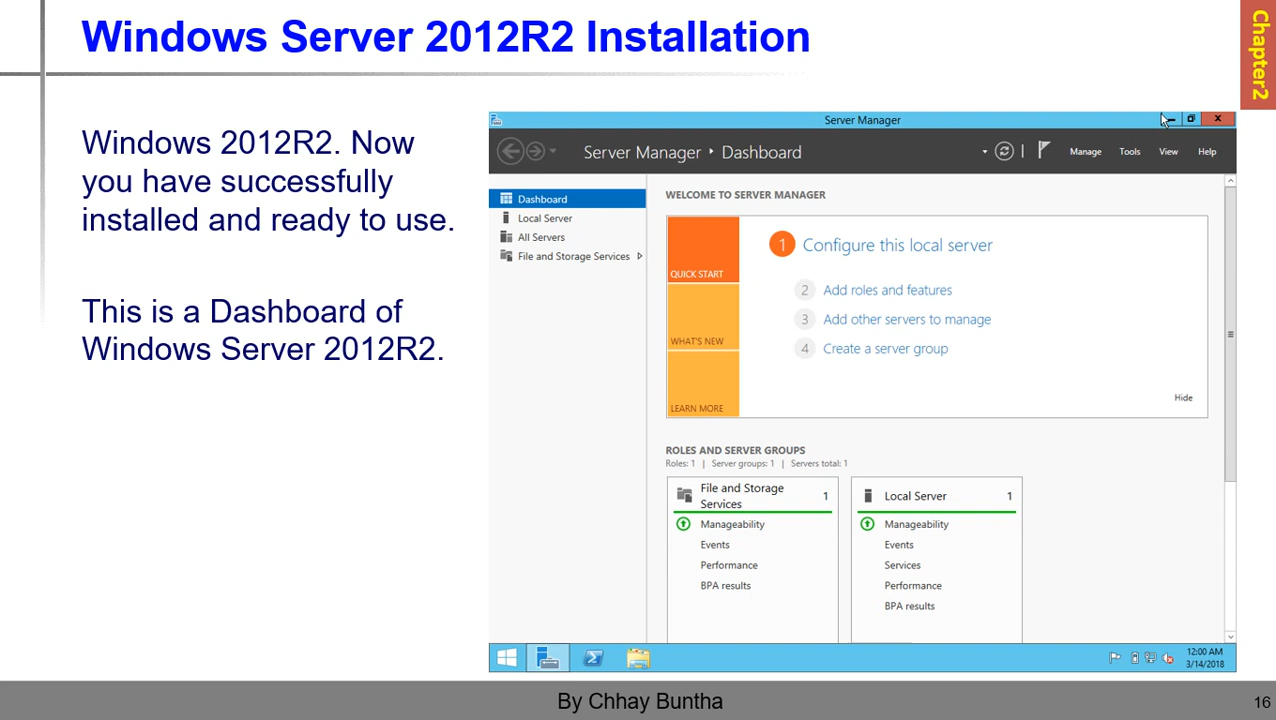 Windows Server 2012R2 Installation
Chapter2
Windows 2012R2. Now
you have successfully
installed and ready to use.
This is a Dashboard of
Windows Server 2012R2.
Server Manager
Server Manager ‣ Dashboard
Manage Tools View Help
Dashboard
Local Server
All Servers
File and Storage Services
WELCOME TO SERVER MANAGER
QUICK START
WHAT'S NEW
LEARN MORE
1 Configure this local server
2 Add roles and features
3 Add other servers to manage
4 Create a server group
Hide
ROLES AND SERVER GROUPS
Roles: 1 | Server groups: 1 | Servers total: 1
File and Storage
Services 1
Manageability
Events
Performance
BPA results
Local Server 1
Manageability
Events
Services
Performance
BPA results
12:00 AM
3/14/2018
By Chhay Buntha
16